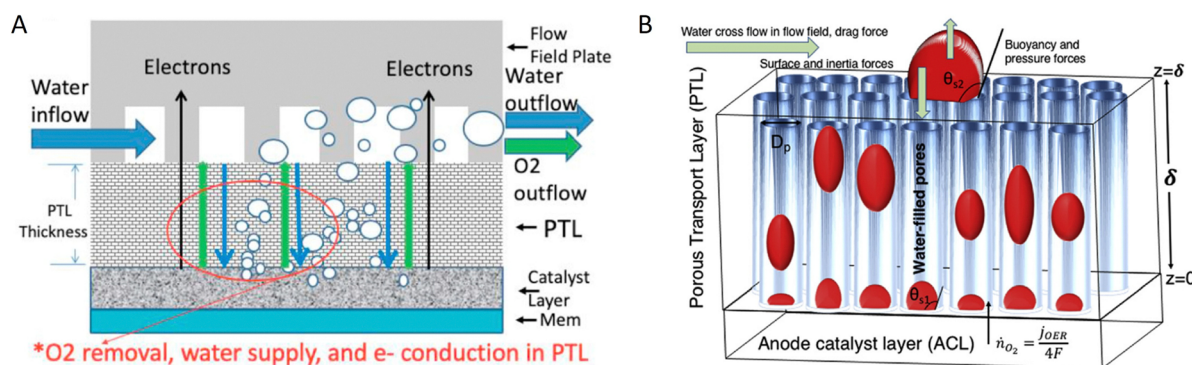 A
Flow
Field Plate
Electrons
Electrons
Water
inflow
Water
outflow
O2
outflow
PTL
Thickness
PTL
Catalyst
Layer
Mem
*O2 removal, water supply, and e- conduction in PTL
B
Water cross flow in flow field, drag force
Surface and inertia forces
Buoyancy and
pressure forces
θs2
z=δ
Porous Transport Layer (PTL)
Dp
Water-filled pores
δ
z=0
θs1
Anode catalyst layer (ACL)
ṅO2 = jOER/4F